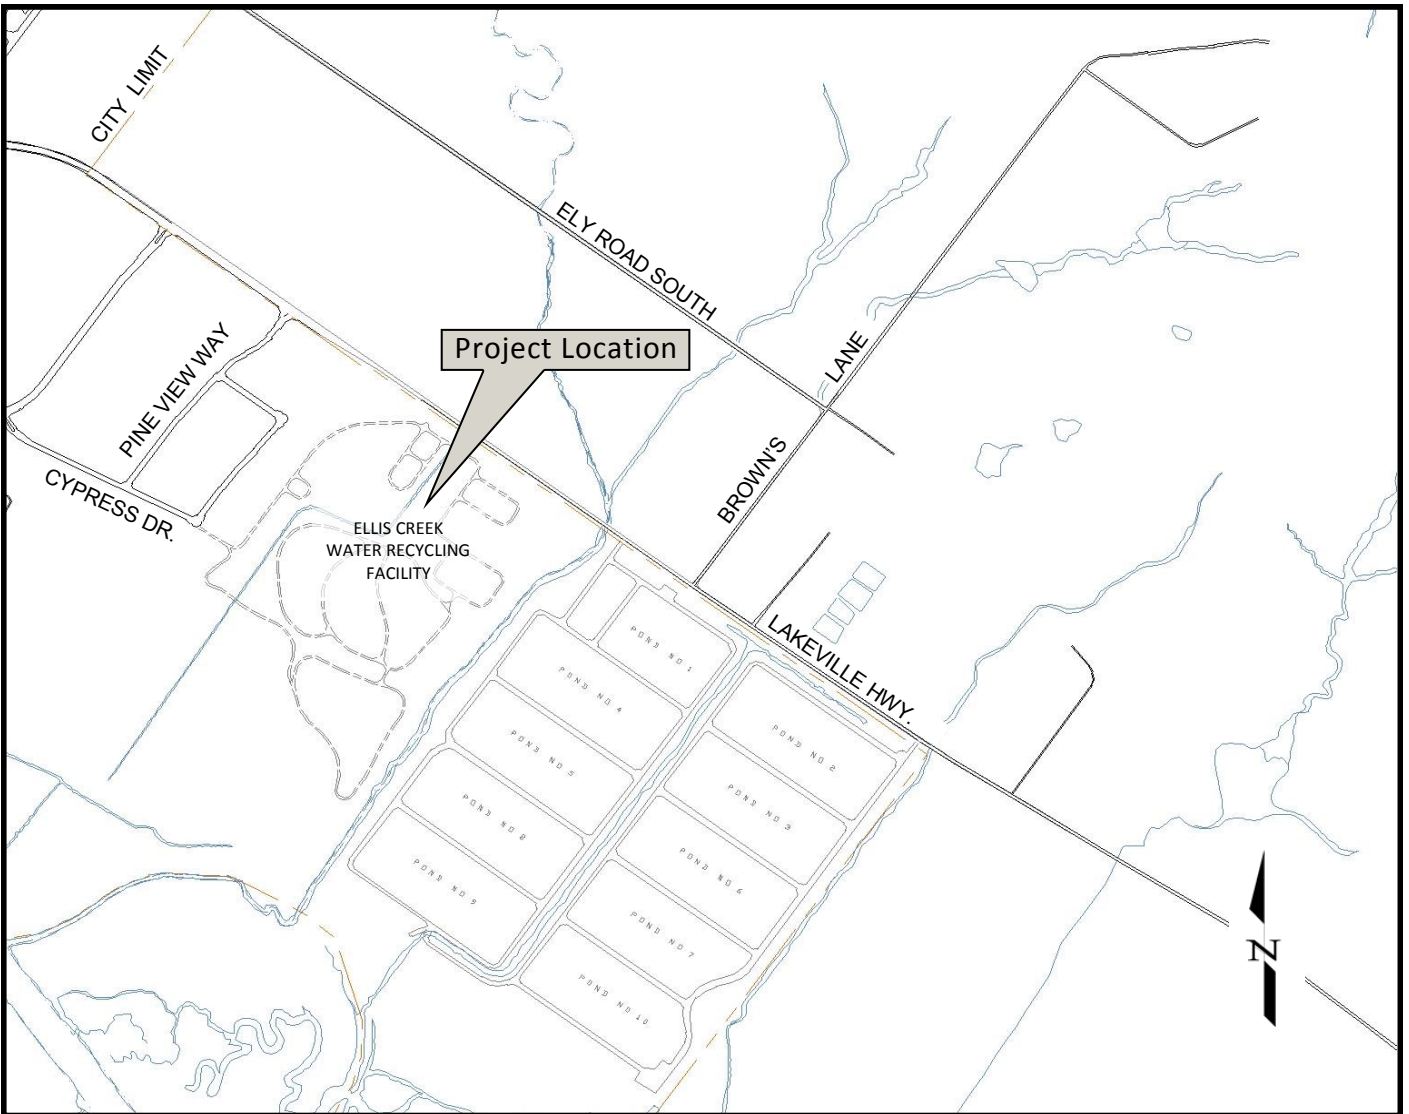 CITY LIMIT
ELY ROAD SOUTH
Project Location
LANE
PINE VIEW WAY
BROWN'S
CYPRESS DR.
ELLIS CREEK
WATER RECYCLING
FACILITY
LAKEVILLE HWY.
POND NO 1
POND NO 4
POND NO 2
POND NO 5
POND NO 3
POND NO 8
POND NO 6
POND NO 9
POND NO 7
POND NO 10
N